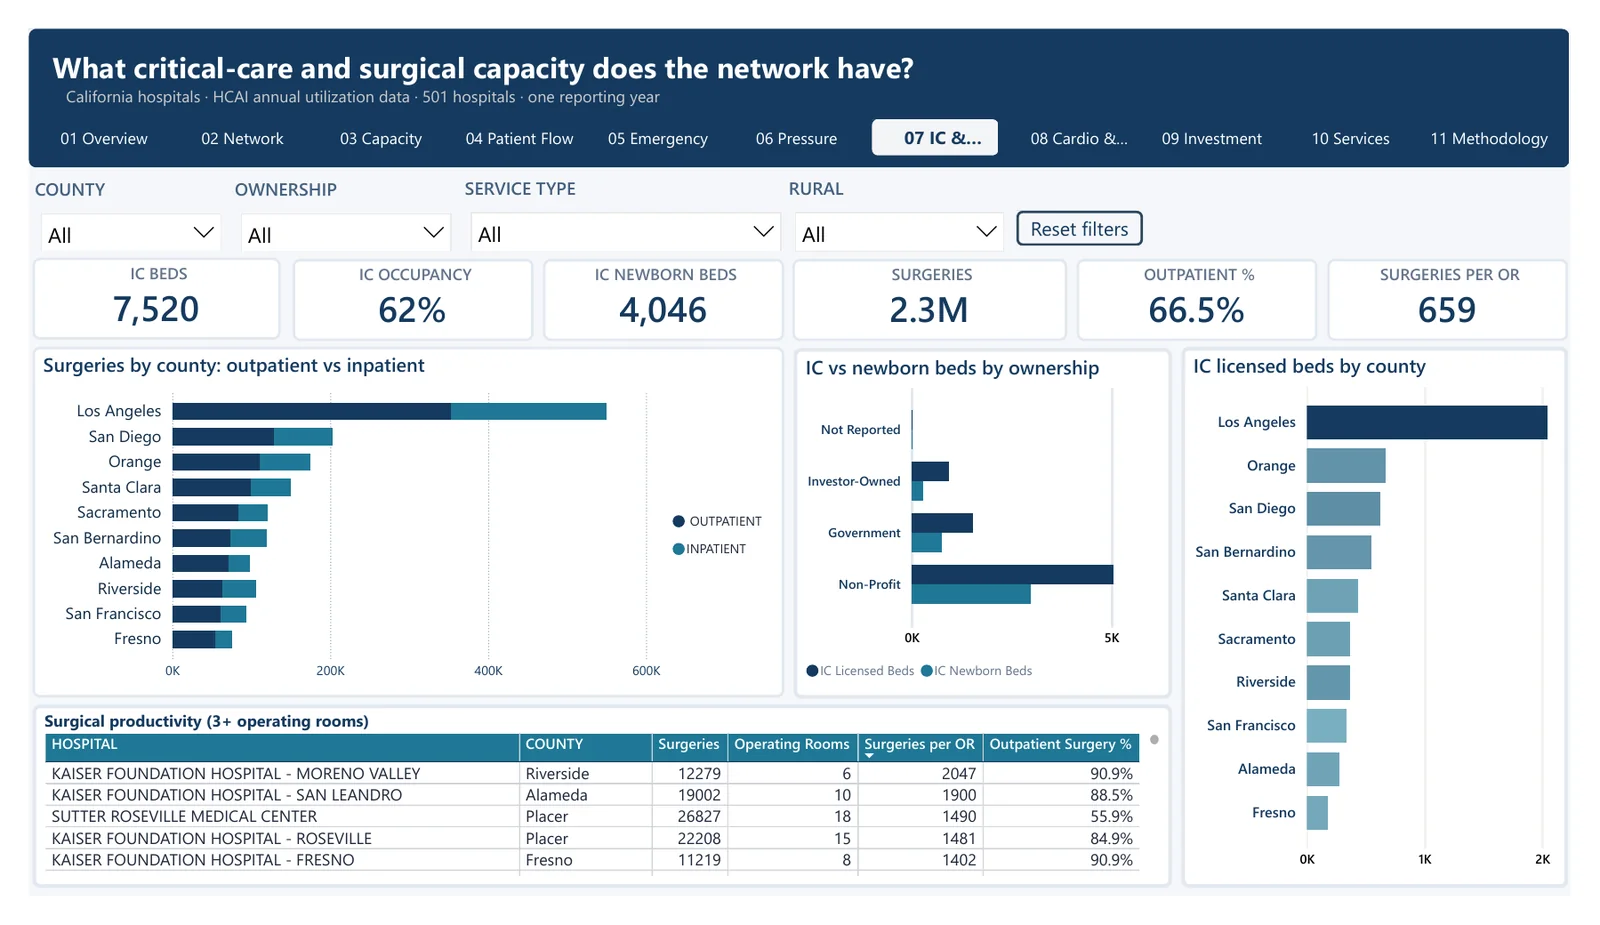 What critical-care and surgical capacity does the network have?
California hospitals · HCAI annual utilization data · 501 hospitals · one reporting year
01 Overview 02 Network 03 Capacity 04 Patient Flow 05 Emergency 06 Pressure 07 IC &... 08 Cardio &... 09 Investment 10 Services 11 Methodology
COUNTY OWNERSHIP SERVICE TYPE RURAL
All All All All Reset filters
IC BEDS IC OCCUPANCY IC NEWBORN BEDS SURGERIES OUTPATIENT % SURGERIES PER OR
7,520 62% 4,046 2.3M 66.5% 659
Surgeries by county: outpatient vs inpatient
Los Angeles
San Diego
Orange
Santa Clara
Sacramento
San Bernardino
Alameda
Riverside
San Francisco
Fresno
0K 200K 400K 600K
OUTPATIENT
INPATIENT
IC vs newborn beds by ownership
Not Reported
Investor-Owned
Government
Non-Profit
0K 5K
IC Licensed Beds IC Newborn Beds
IC licensed beds by county
Los Angeles
Orange
San Diego
San Bernardino
Santa Clara
Sacramento
Riverside
San Francisco
Alameda
Fresno
0K 1K 2K
Surgical productivity (3+ operating rooms)
HOSPITAL COUNTY Surgeries Operating Rooms Surgeries per OR Outpatient Surgery %
KAISER FOUNDATION HOSPITAL - MORENO VALLEY Riverside 12279 6 2047 90.9%
KAISER FOUNDATION HOSPITAL - SAN LEANDRO Alameda 19002 10 1900 88.5%
SUTTER ROSEVILLE MEDICAL CENTER Placer 26827 18 1490 55.9%
KAISER FOUNDATION HOSPITAL - ROSEVILLE Placer 22208 15 1481 84.9%
KAISER FOUNDATION HOSPITAL - FRESNO Fresno 11219 8 1402 90.9%